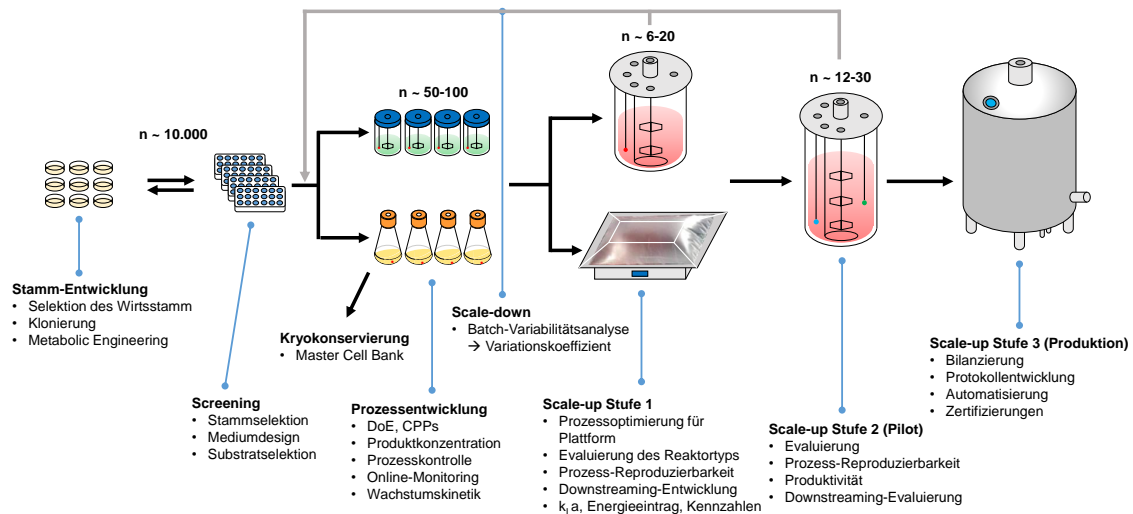 n ~ 10.000
n ~ 50-100
n ~ 6-20
n ~ 12-30
Stamm-Entwicklung
• Selektion des Wirtsstamm
• Klonierung
• Metabolic Engineering
Screening
• Stammselektion
• Mediumdesign
• Substratselektion
Kryokonservierung
• Master Cell Bank
Prozessentwicklung
• DoE, CPPs
• Produktkonzentration
• Prozesskontrolle
• Online-Monitoring
• Wachstumskinetik
Scale-down
• Batch-Variabilitätsanalyse
→ Variationskoeffizient
Scale-up Stufe 1
• Prozessoptimierung für
Plattform
• Evaluierung des Reaktortyps
• Prozess-Reproduzierbarkeit
• Downstreaming-Entwicklung
• kₗa, Energieeintrag, Kennzahlen
Scale-up Stufe 2 (Pilot)
• Evaluierung
• Prozess-Reproduzierbarkeit
• Produktivität
• Downstreaming-Evaluierung
Scale-up Stufe 3 (Produktion)
• Bilanzierung
• Protokollentwicklung
• Automatisierung
• Zertifizierungen